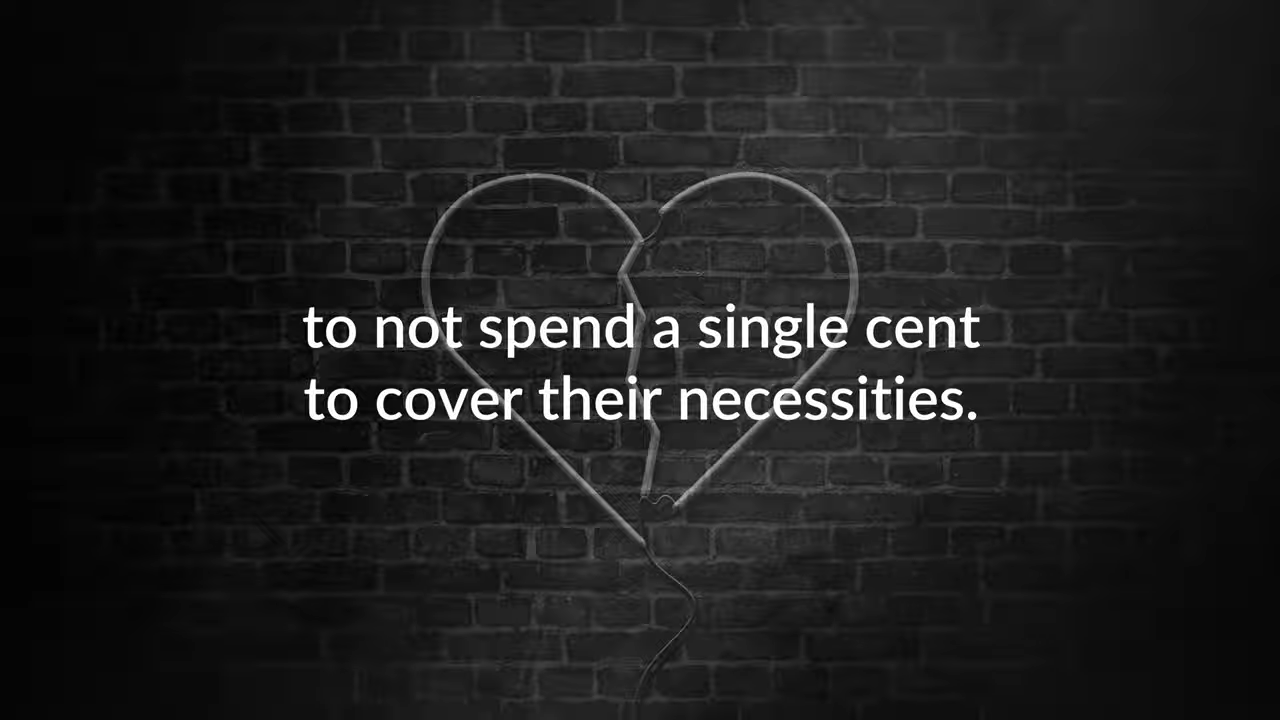 to not spend a single cent
to cover their necessities.